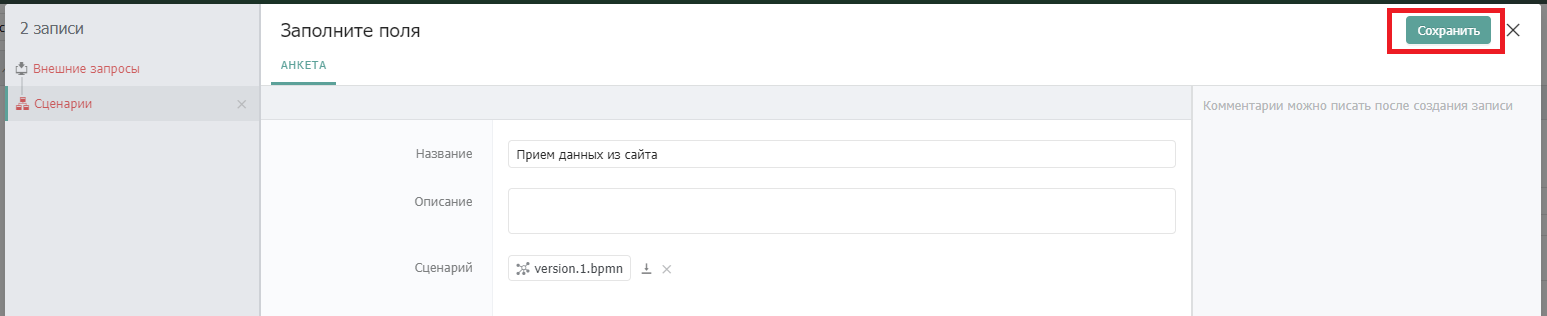 2 записи
Внешние запросы
Сценарии
Заполните поля
Сохранить
АНКЕТА
Комментарии можно писать после создания записи
Название
Прием данных из сайта
Описание
Сценарий
version.1.bpmn